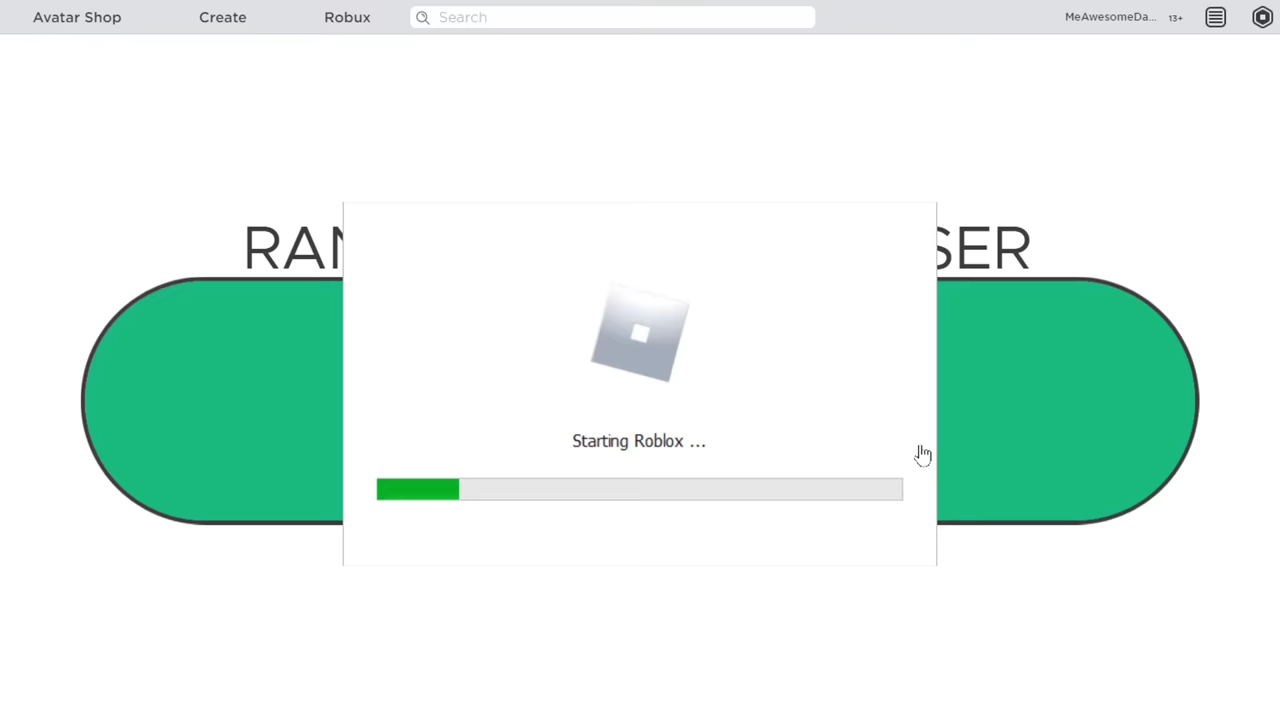 Avatar Shop Create Robux Search MeAwesomeDa... 13+
RAN SER
Starting Roblox ...